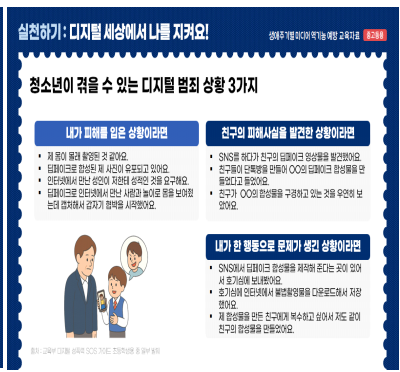 실천하기 : 디지털 세상에서 나를 지켜요!
생애주기별 미디어 역기능 예방 교육자료
중고등용
청소년이 겪을 수 있는 디지털 범죄 상황 3가지
내가 피해를 입은 상황이라면
• 제 몸이 몰래 촬영된 것 같아요.
• 딥페이크로 합성된 제 사진이 유포되고 있어요.
• 인터넷에서 만난 성인이 저한테 성적인 것을 요구해요.
• 딥페이크로 인터넷에서 만난 사람과 놀이로 몸을 보여줬
는데 캡처해서 갑자기 협박을 시작했어요.
친구의 피해사실을 발견한 상황이라면
• SNS를 하다가 친구의 딥페이크 영상물을 발견했어요.
• 친구들이 단톡방을 만들어 OO의 딥페이크 합성물을 만
들었다고 들었어요.
• 친구가 OO의 합성물을 구경하고 있는 것을 우연히 보
았어요.
내가 한 행동으로 문제가 생긴 상황이라면
• SNS에서 딥페이크 합성물을 제작해 준다는 곳이 있어
서 호기심에 보내봤어요.
• 호기심에 인터넷에서 불법촬영물을 다운로드해서 저장
했어요.
• 제 합성물을 만든 친구에게 복수하고 싶어서 저도 같이
친구의 합성물을 만들었어요.